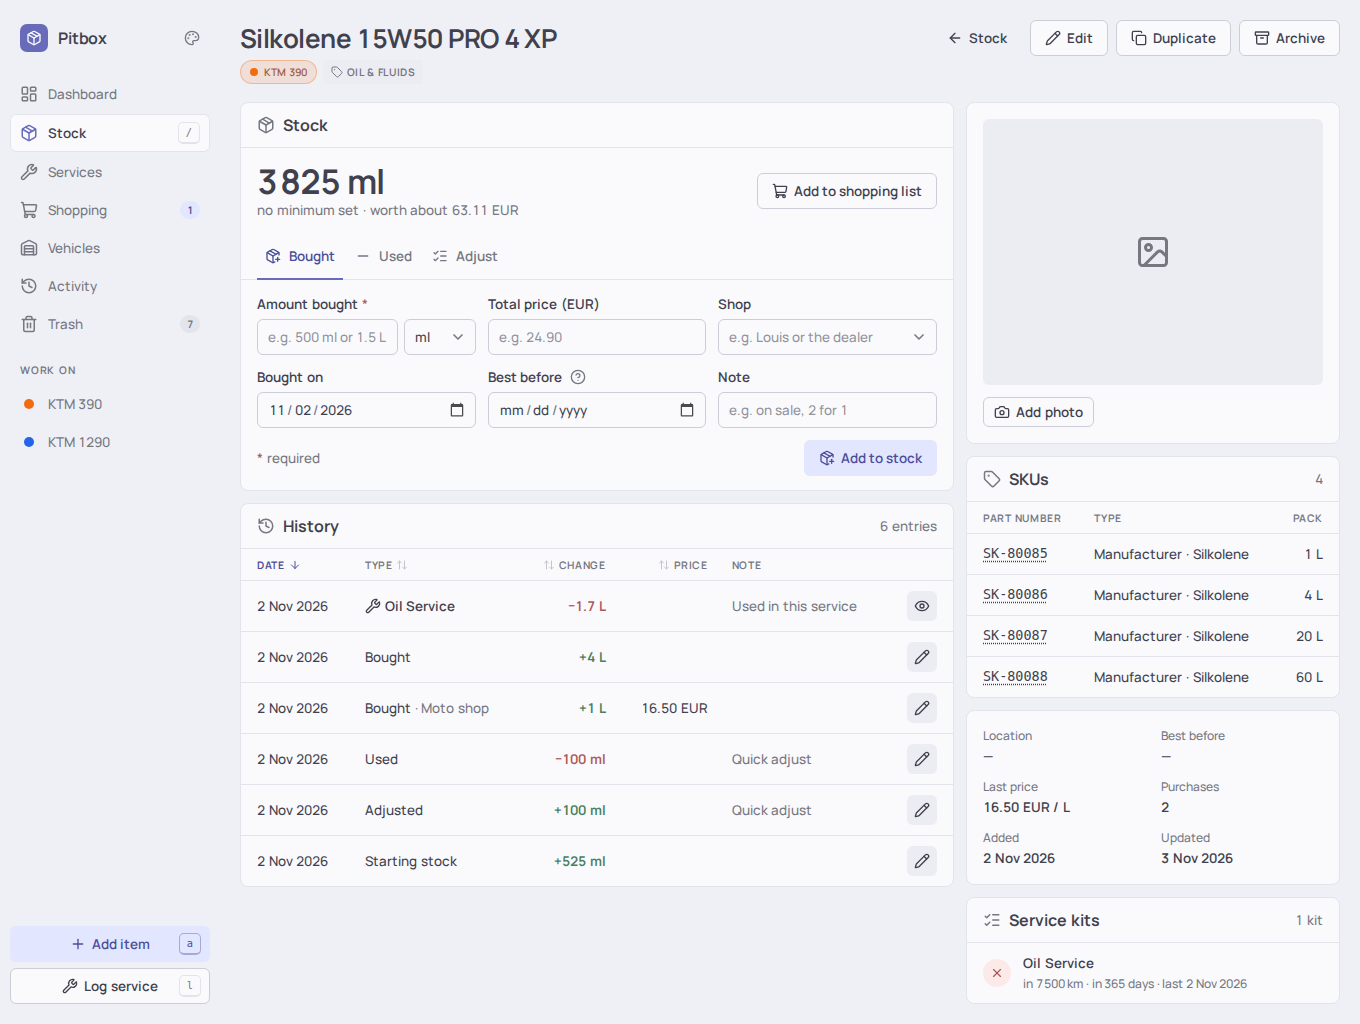 Pitbox
Dashboard
Stock /
Services
Shopping 1
Vehicles
Activity
Trash 7
WORK ON
KTM 390
KTM 1290
Add item a
Log service l
Silkolene 15W50 PRO 4 XP
KTM 390 OIL & FLUIDS
Stock Edit Duplicate Archive
Stock
3 825 ml
no minimum set · worth about 63.11 EUR
Add to shopping list
Bought Used Adjust
Amount bought * Total price (EUR) Shop
e.g. 500 ml or 1.5 L ml e.g. 24.90 e.g. Louis or the dealer
Bought on Best before ? Note
11/02/2026 mm/dd/yyyy e.g. on sale, 2 for 1
* required Add to stock
History 6 entries
DATE TYPE CHANGE PRICE NOTE
2 Nov 2026 Oil Service −1.7 L Used in this service
2 Nov 2026 Bought +4 L
2 Nov 2026 Bought · Moto shop +1 L 16.50 EUR
2 Nov 2026 Used −100 ml Quick adjust
2 Nov 2026 Adjusted +100 ml Quick adjust
2 Nov 2026 Starting stock +525 ml
Add photo
SKUs 4
PART NUMBER TYPE PACK
SK-80085 Manufacturer · Silkolene 1 L
SK-80086 Manufacturer · Silkolene 4 L
SK-80087 Manufacturer · Silkolene 20 L
SK-80088 Manufacturer · Silkolene 60 L
Location Best before
— —
Last price Purchases
16.50 EUR / L 2
Added Updated
2 Nov 2026 3 Nov 2026
Service kits 1 kit
Oil Service
in 7 500 km · in 365 days · last 2 Nov 2026